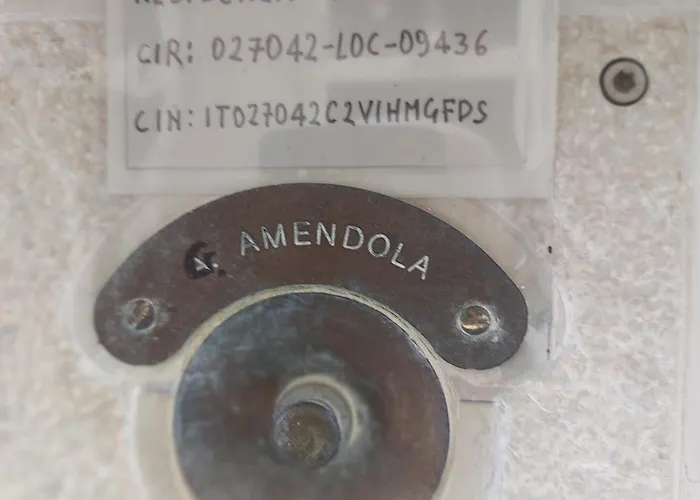 CIR: 027042-LOC-09436
CIN: IT027042C2VIHMGFDS
G. AMENDOLA